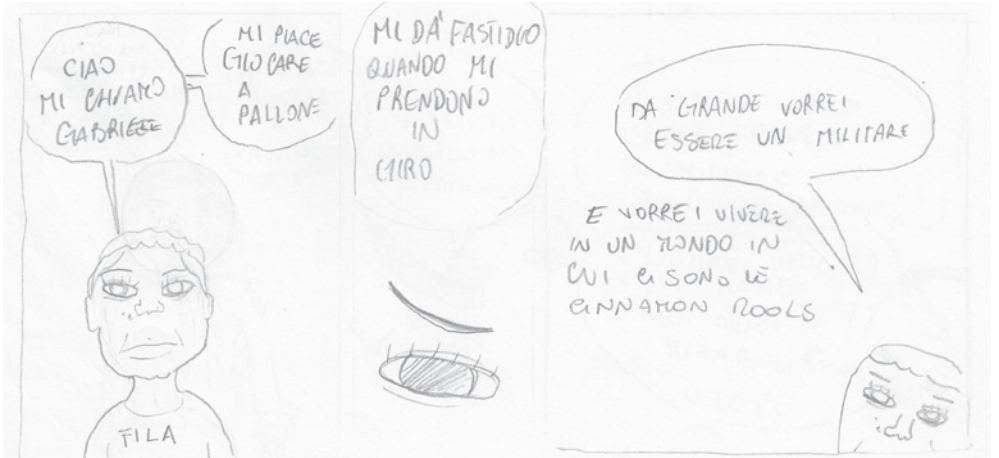 CIAO
MI CHIAMO
GABRIELE
MI PIACE
GIOCARE
A
PALLONE
FILA
MI DÀ FASTIDIO
QUANDO MI
PRENDONO
IN
GIRO
DA GRANDE VORREI
ESSERE UN MILITARE
E VORREI VIVERE
IN UN MONDO IN
CUI CI SONO LE
CINNAMON ROOLS